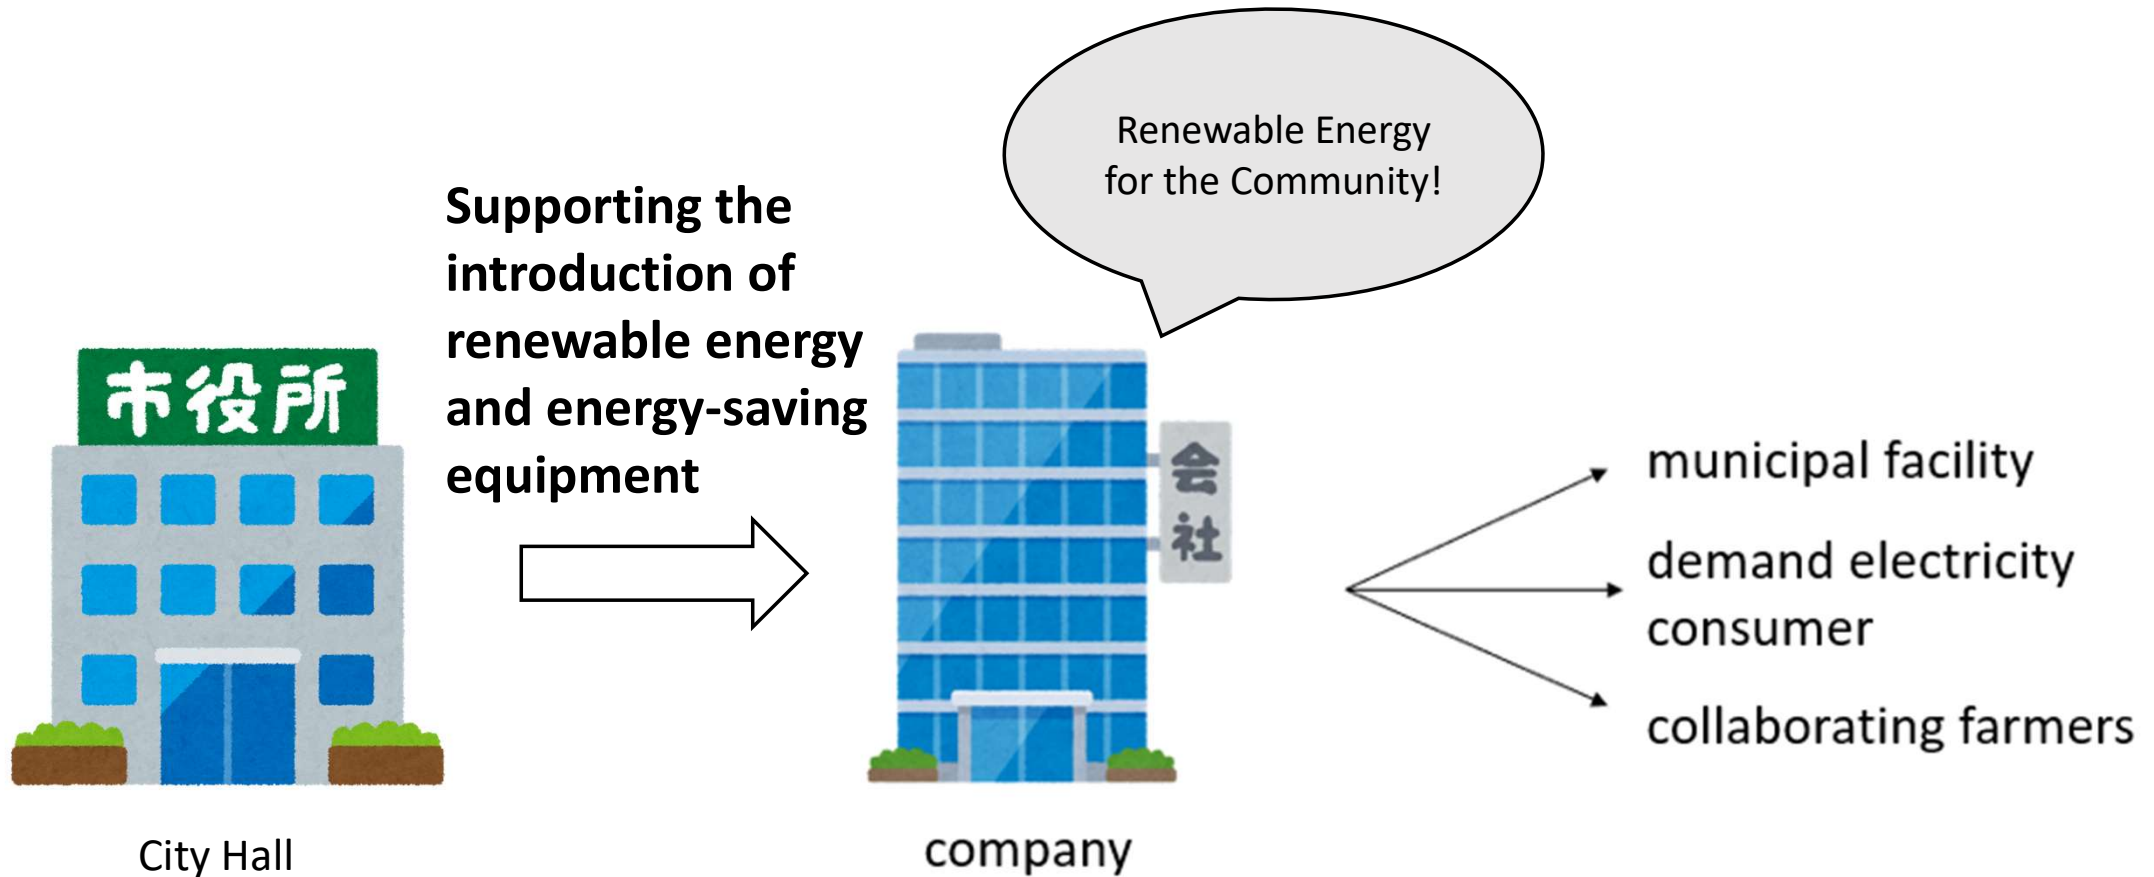 Renewable Energy
for the Community!
Supporting the
introduction of
renewable energy
and energy-saving
equipment
市役所
会社
municipal facility
demand electricity
consumer
collaborating farmers
City Hall
company